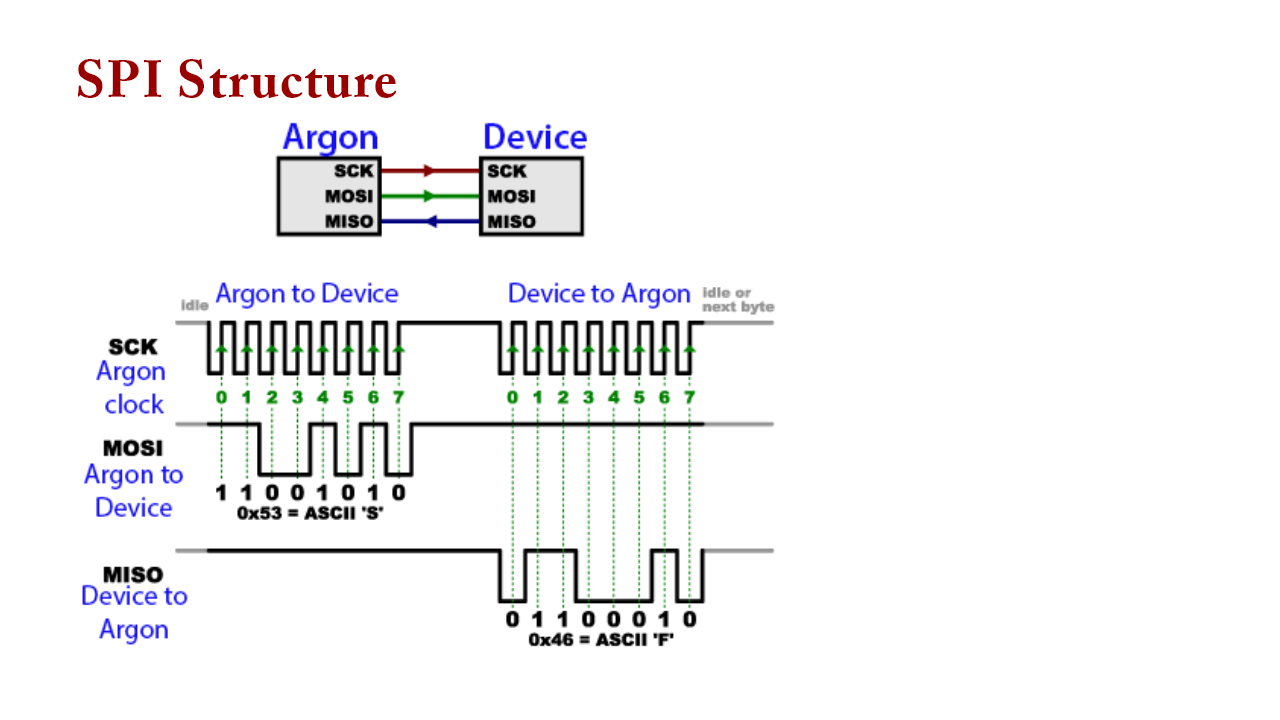 SPI Structure
Argon Device
SCK SCK
MOSI MOSI
MISO MISO
idle Argon to Device Device to Argon idle or
next byte
SCK
Argon
clock
0 1 2 3 4 5 6 7 0 1 2 3 4 5 6 7
MOSI
Argon to
Device
1 1 0 0 1 0 1 0
0x53 = ASCII 'S'
MISO
Device to
Argon
0 1 1 0 0 0 1 0
0x46 = ASCII 'F'